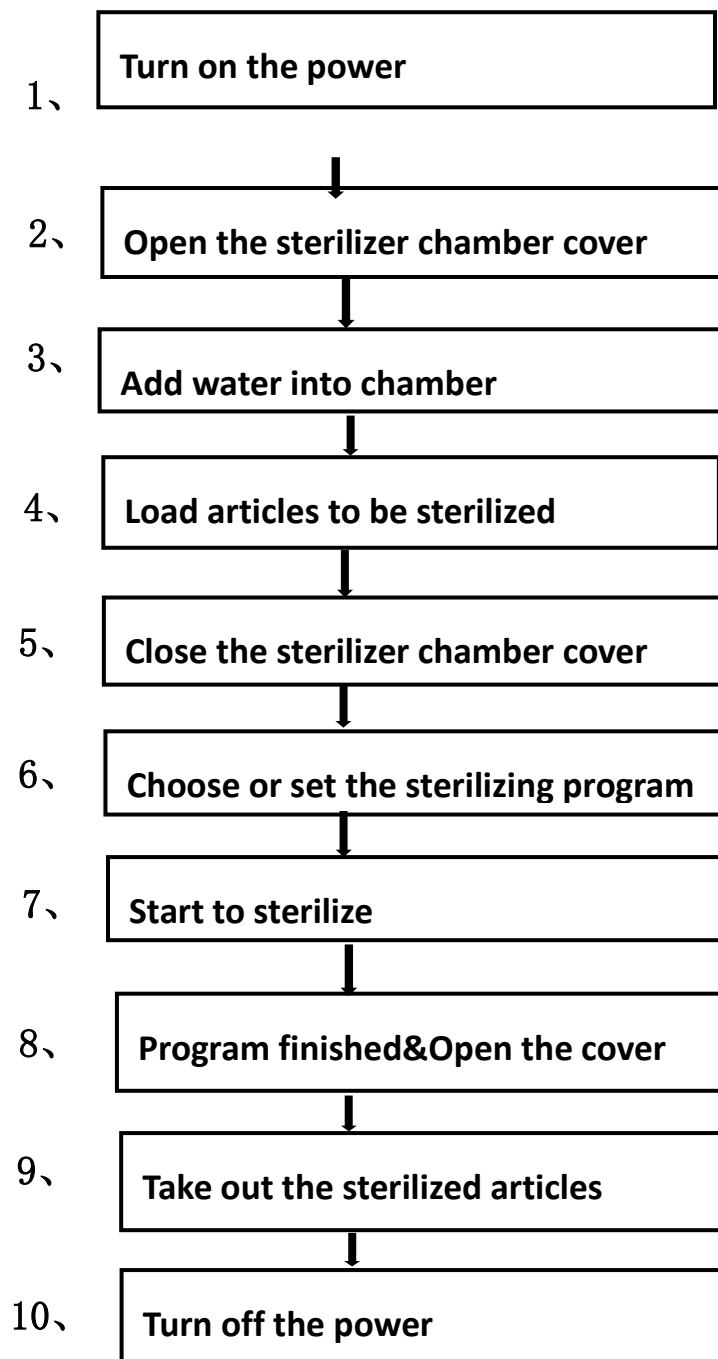 1、 Turn on the power
2、 Open the sterilizer chamber cover
3、 Add water into chamber
4、 Load articles to be sterilized
5、 Close the sterilizer chamber cover
6、 Choose or set the sterilizing program
7、 Start to sterilize
8、 Program finished&Open the cover
9、 Take out the sterilized articles
10、 Turn off the power